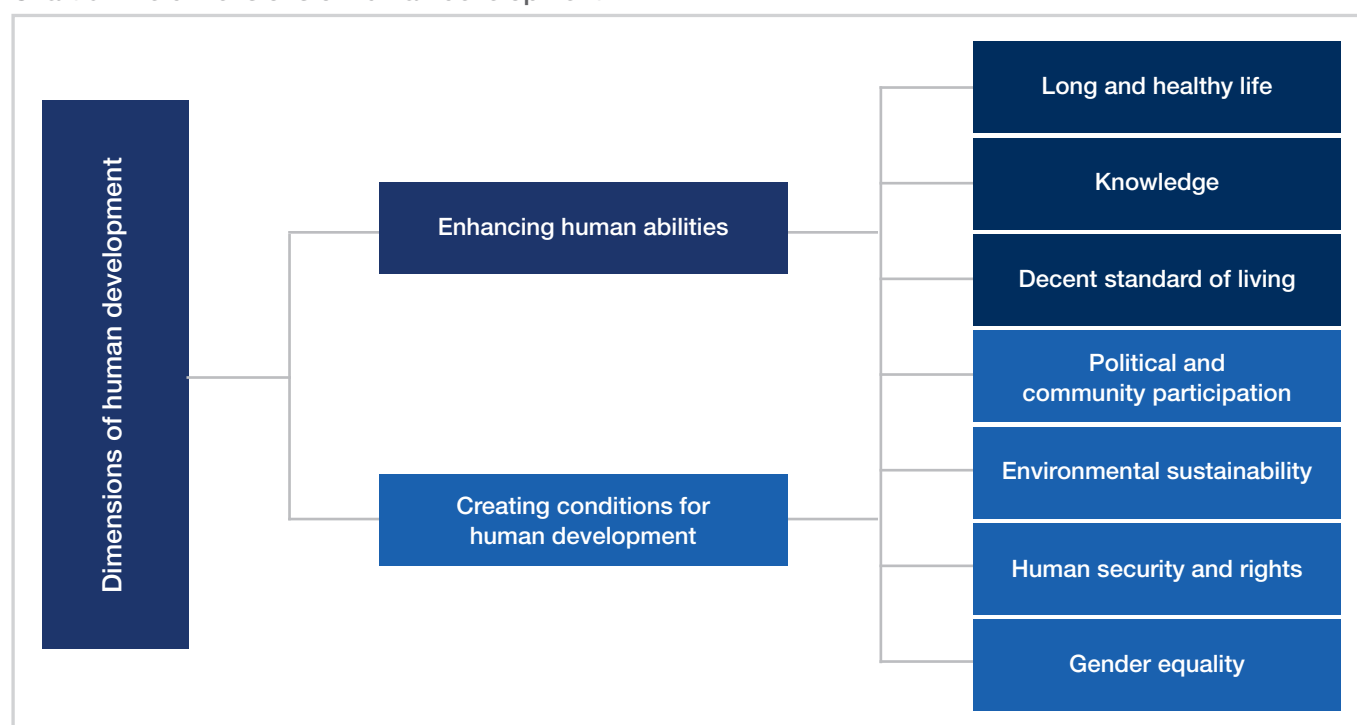 Dimensions of human development
Enhancing human abilities
Creating conditions for
human development
Long and healthy life
Knowledge
Decent standard of living
Political and
community participation
Environmental sustainability
Human security and rights
Gender equality